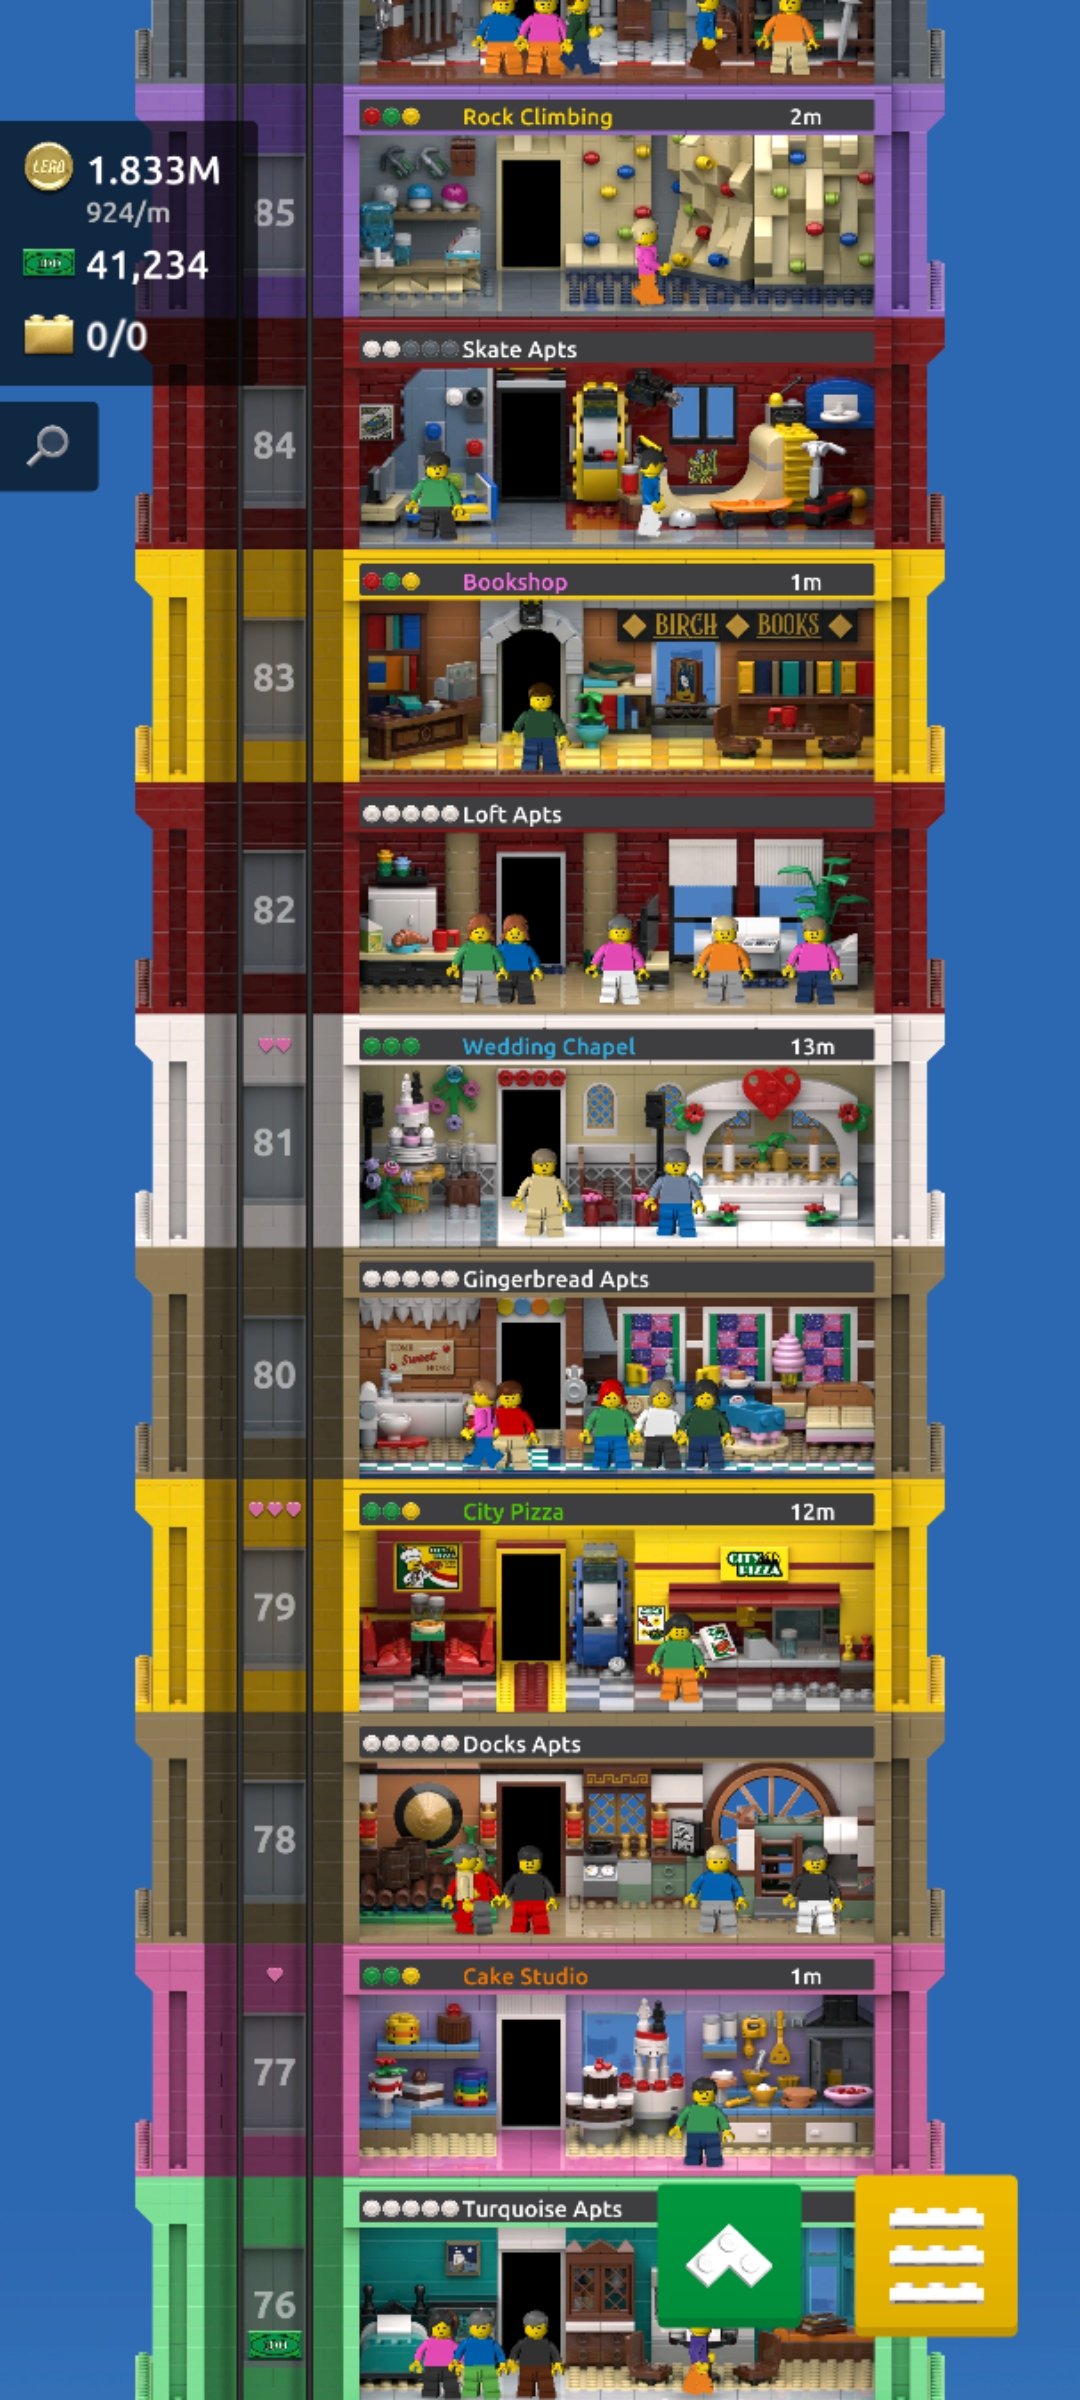 Rock Climbing 2m
LEGO 1.833M
924/m
85
41,234
0/0
Skate Apts
84
Bookshop 1m
BIRCH BOOKS
83
Loft Apts
82
Wedding Chapel 13m
81
Gingerbread Apts
Sweet
80
City Pizza 12m
CITY PIZZA
79
Docks Apts
78
Cake Studio 1m
77
Turquoise Apts
76